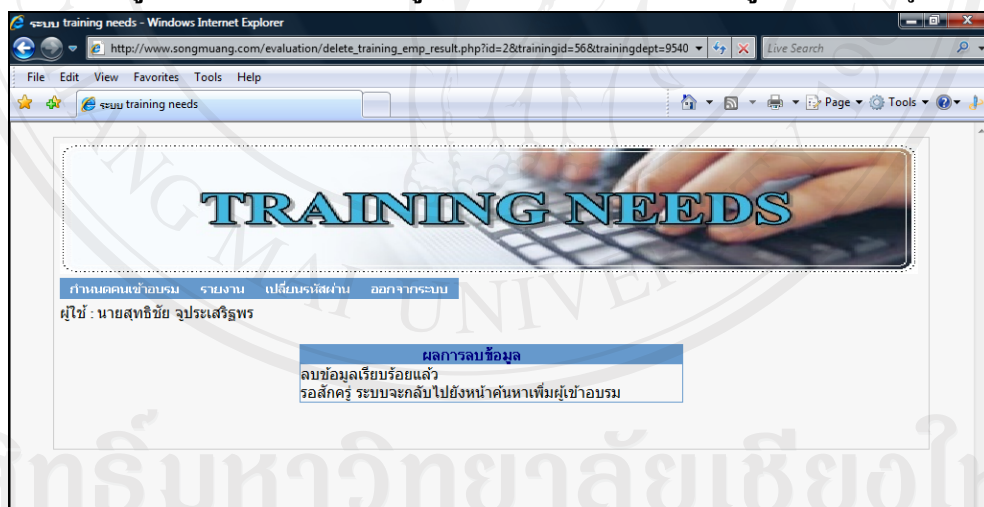 ระบบ training needs - Windows Internet Explorer
http://www.songmuang.com/evaluation/delete_training_emp_result.php?id=2&trainingid=56&trainingdept=9540
Live Search
File Edit View Favorites Tools Help
ระบบ training needs
Page Tools
TRAINING NEEDS
กำหนดคนเข้าอบรม รายงาน เปลี่ยนรหัสผ่าน ออกจากระบบ
ผู้ใช้ : นายสุทธิชัย จูประเสริฐพร
ผลการลบข้อมูล
ลบข้อมูลเรียบร้อยแล้ว
รอสักครู่ ระบบจะกลับไปยังหน้าค้นหาเพิ่มผู้เข้าอบรม